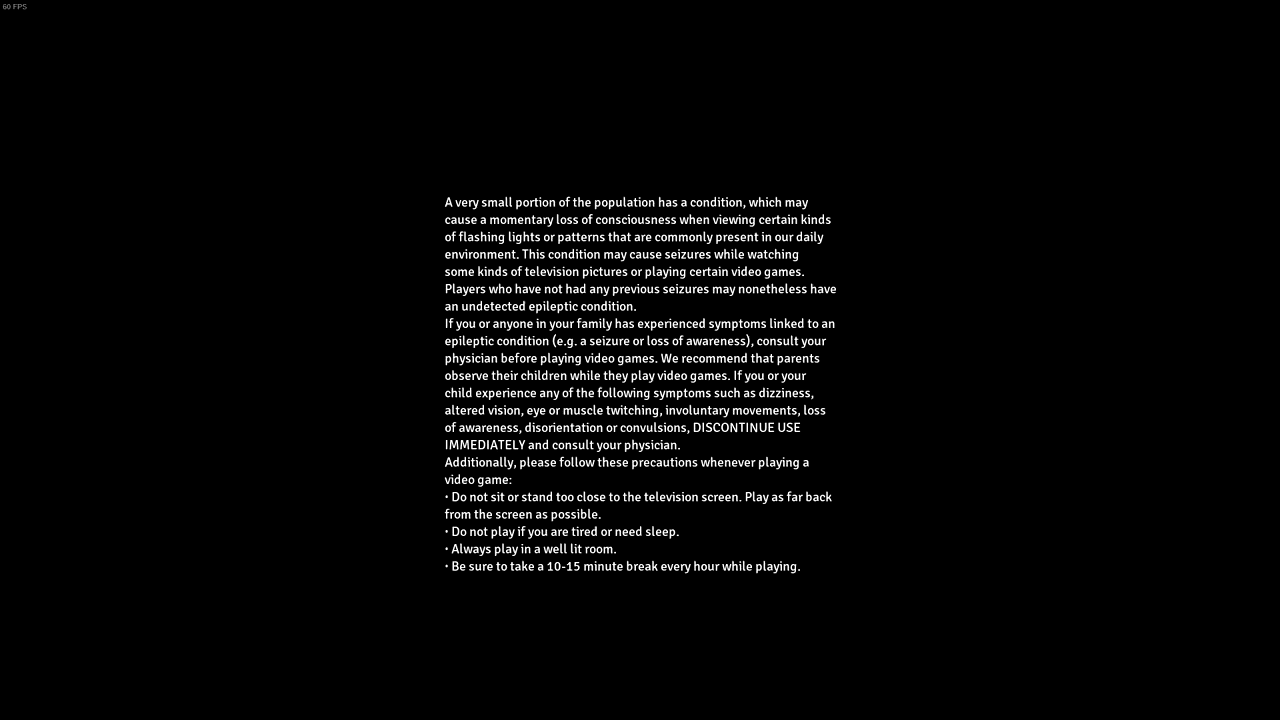 60 FPS
A very small portion of the population has a condition, which may
cause a momentary loss of consciousness when viewing certain kinds
of flashing lights or patterns that are commonly present in our daily
environment. This condition may cause seizures while watching
some kinds of television pictures or playing certain video games.
Players who have not had any previous seizures may nonetheless have
an undetected epileptic condition.
If you or anyone in your family has experienced symptoms linked to an
epileptic condition (e.g. a seizure or loss of awareness), consult your
physician before playing video games. We recommend that parents
observe their children while they play video games. If you or your
child experience any of the following symptoms such as dizziness,
altered vision, eye or muscle twitching, involuntary movements, loss
of awareness, disorientation or convulsions, DISCONTINUE USE
IMMEDIATELY and consult your physician.
Additionally, please follow these precautions whenever playing a
video game:
• Do not sit or stand too close to the television screen. Play as far back
from the screen as possible.
• Do not play if you are tired or need sleep.
• Always play in a well lit room.
• Be sure to take a 10-15 minute break every hour while playing.